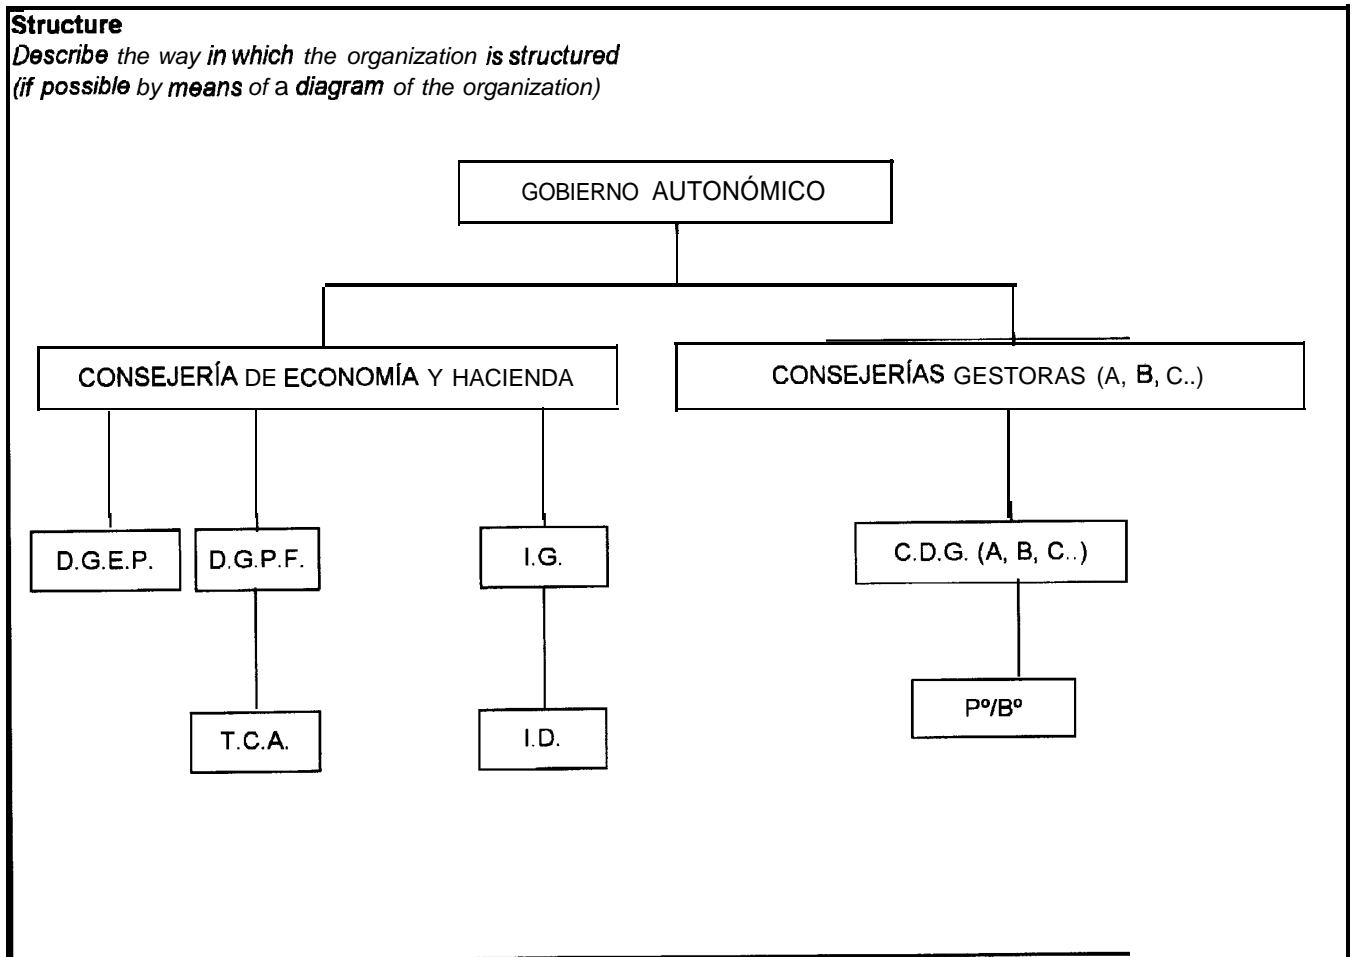 Structure
Describe the way in which the organization is structured
(if possible by means of a diagram of the organization)
GOBIERNO AUTONÓMICO
CONSEJERÍA DE ECONOMÍA Y HACIENDA
CONSEJERÍAS GESTORAS (A, B, C..)
D.G.E.P.
D.G.P.F.
I.G.
C.D.G. (A, B, C..)
T.C.A.
I.D.
Pº/Bº